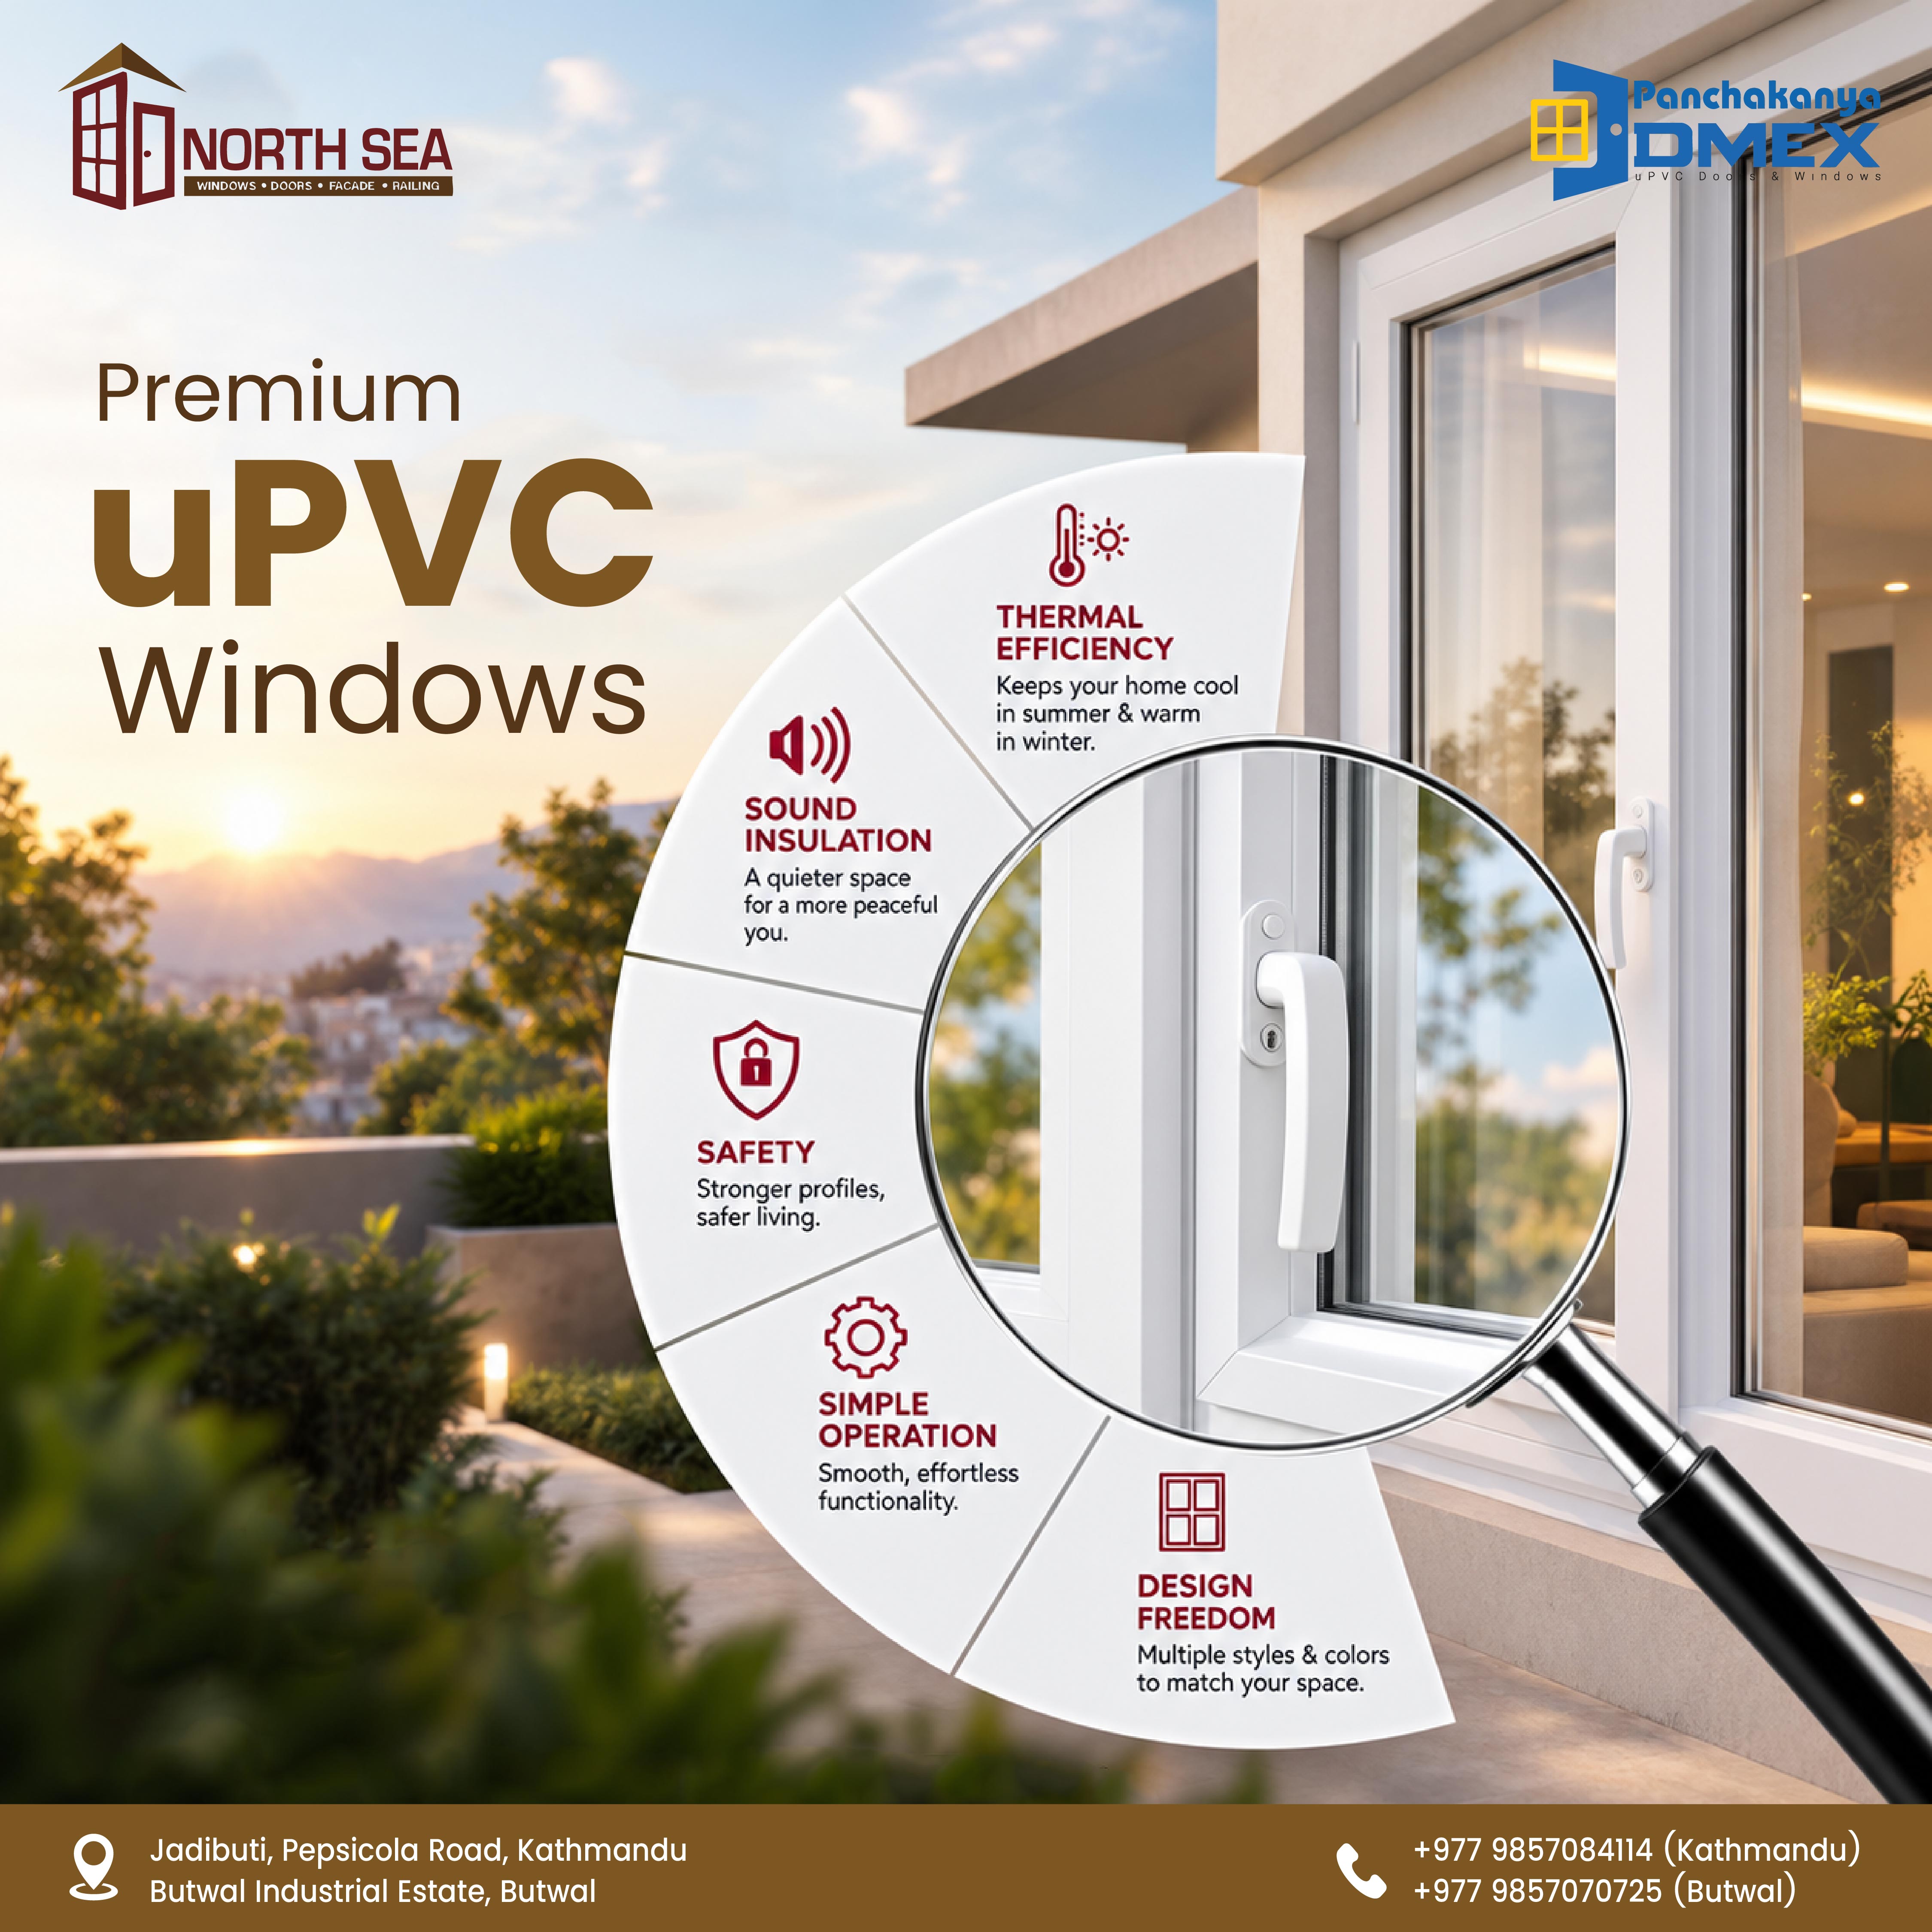 NORTH SEA
WINDOWS • DOORS • FACADE • RAILING
Panchakanya
DMEX
uPVC Doors & Windows
Premium
uPVC
Windows
THERMAL
EFFICIENCY
Keeps your home cool
in summer & warm
in winter.
SOUND
INSULATION
A quieter space
for a more peaceful
you.
SAFETY
Stronger profiles,
safer living.
SIMPLE
OPERATION
Smooth, effortless
functionality.
DESIGN
FREEDOM
Multiple styles & colors
to match your space.
Jadibuti, Pepsicola Road, Kathmandu
Butwal Industrial Estate, Butwal
+977 9857084114 (Kathmandu)
+977 9857070725 (Butwal)